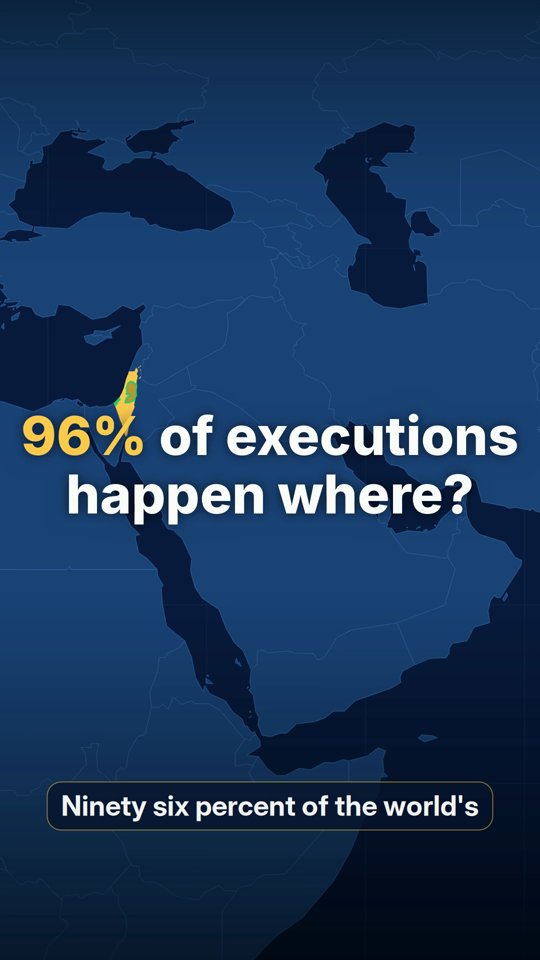 96% of executions
happen where?
Ninety six percent of the world's